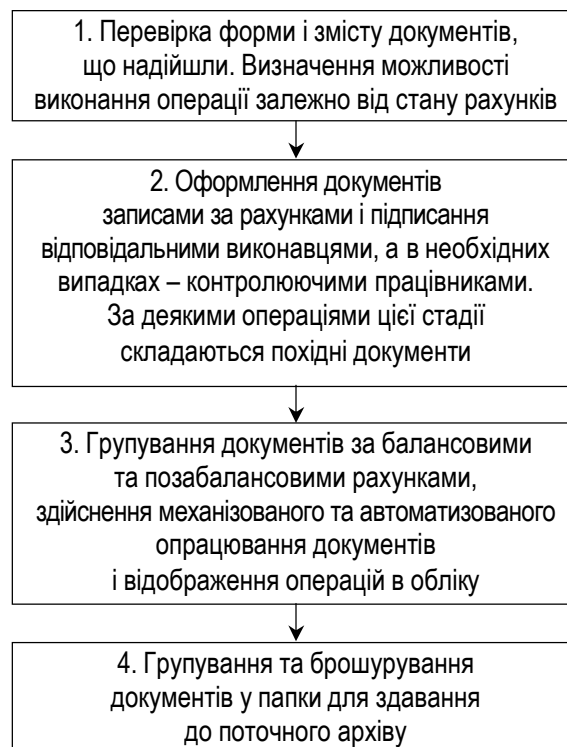 1. Перевірка форми і змісту документів,
що надійшли. Визначення можливості
виконання операції залежно від стану рахунків
2. Оформлення документів
записами за рахунками і підписання
відповідальними виконавцями, а в необхідних
випадках – контролюючими працівниками.
За деякими операціями цієї стадії
складаються похідні документи
3. Групування документів за балансовими
та позабалансовими рахунками,
здійснення механізованого та автоматизованого
опрацювання документів
і відображення операцій в обліку
4. Групування та брошурування
документів у папки для здавання
до поточного архіву